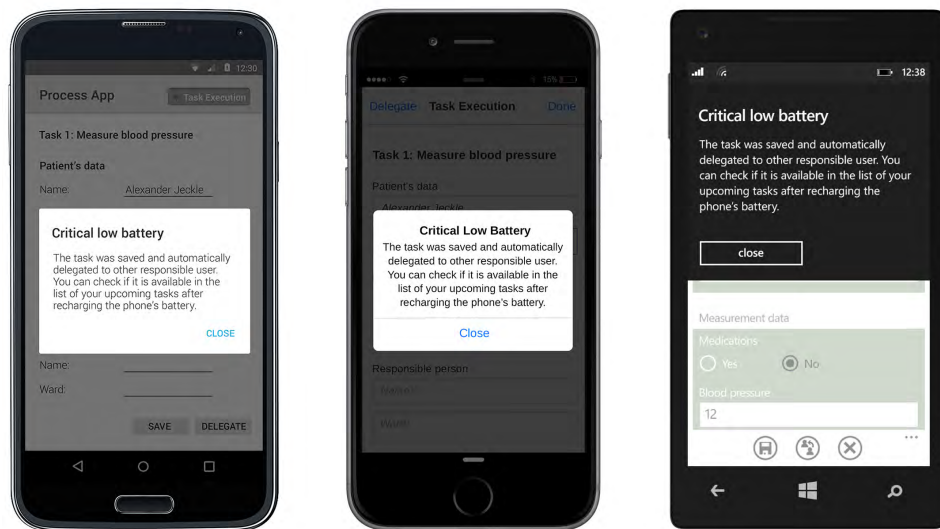 12:30
Process App
Task Execution
Task 1: Measure blood pressure
Patient's data
Name:
Alexander Jeckle
Critical low battery
The task was saved and automatically
delegated to other responsible user.
You can check if it is available in the
list of your upcoming tasks after
recharging the phone's battery.
CLOSE
Name:
Ward:
SAVE
DELEGATE
15%
Delegate
Task Execution
Done
Task 1: Measure blood pressure
Patient's data
Alexander Jeckle
Critical Low Battery
The task was saved and automatically
delegated to other responsible user.
You can check if it is available in the
list of your upcoming tasks after
recharging the phone's battery.
Close
Responsible person
12:38
Critical low battery
The task was saved and automatically
delegated to other responsible user. You
can check if it is available in the list of your
upcoming tasks after recharging the
phone's battery.
close
Measurement data
Medications
Yes
No
Blood pressure
12